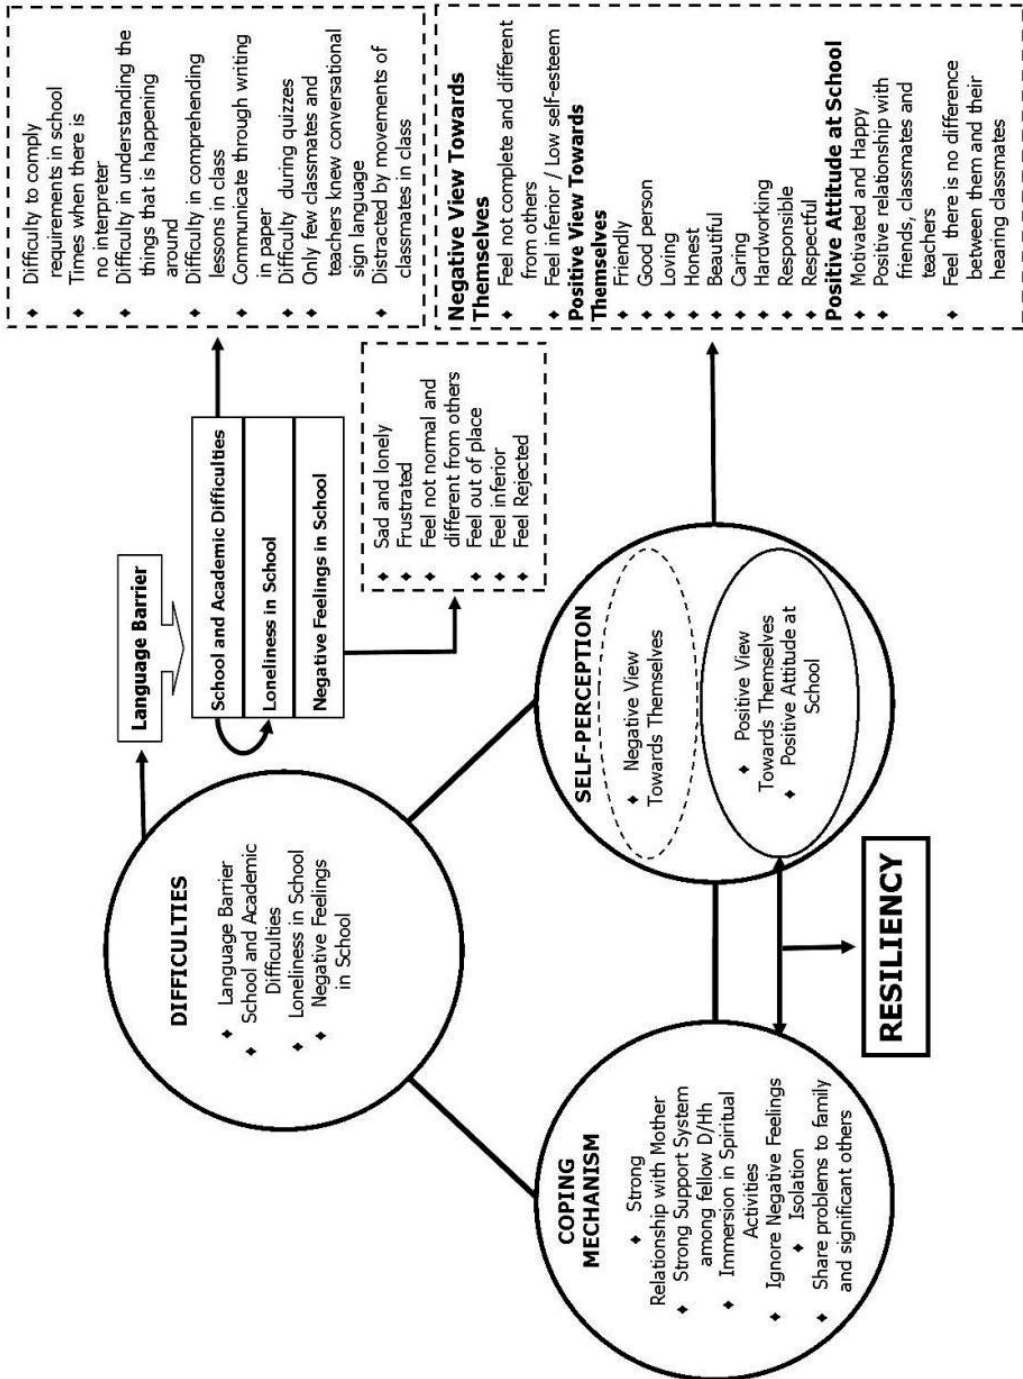 DIFFICULTIES
♦ Language Barrier
♦ School and Academic
Difficulties
♦ Loneliness in School
♦ Negative Feelings
in School
Language Barrier
School and Academic Difficulties
Loneliness in School
Negative Feelings in School
♦ Difficulty to comply
requirements in school
♦ Times when there is
no interpreter
♦ Difficulty in understanding the
things that is happening
around
♦ Difficulty in comprehending
lessons in class
♦ Communicate through writing
in paper
♦ Difficulty during quizzes
♦ Only few classmates and
teachers knew conversational
sign language
♦ Distracted by movements of
classmates in class
♦ Sad and lonely
♦ Frustrated
♦ Feel not normal and
different from others
♦ Feel out of place
♦ Feel inferior
♦ Feel Rejected
COPING
MECHANISM
♦ Strong
Relationship with Mother
♦ Strong Support System
among fellow D/Hh
♦ Immersion in Spiritual
Activities
♦ Ignore Negative Feelings
♦ Isolation
♦ Share problems to family
and significant others
SELF-PERCEPTION
♦ Negative View
Towards Themselves
♦ Positive View
Towards Themselves
♦ Positive Attitude at
School
Negative View Towards
Themselves
♦ Feel not complete and different
from others
♦ Feel inferior / Low self-esteem
Positive View Towards
Themselves
♦ Friendly
♦ Good person
♦ Loving
♦ Honest
♦ Beautiful
♦ Caring
♦ Hardworking
♦ Responsible
♦ Respectful
Positive Attitude at School
♦ Motivated and Happy
♦ Positive relationship with
friends, classmates and
teachers
♦ Feel there is no difference
between them and their
hearing classmates
RESILIENCY